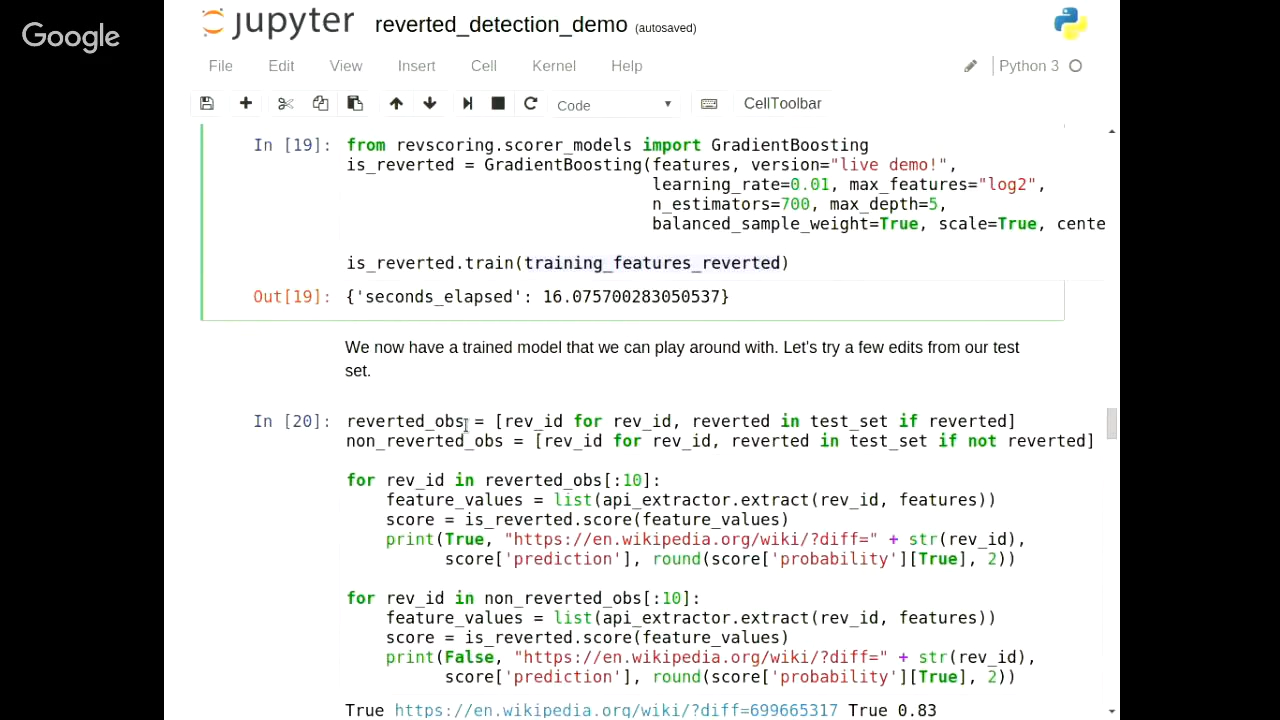 Google
jupyter reverted_detection_demo (autosaved)
File Edit View Insert Cell Kernel Help Python 3
Code CellToolbar
In [19]: from revscoring.scorer_models import GradientBoosting
is_reverted = GradientBoosting(features, version="live demo!",
learning_rate=0.01, max_features="log2",
n_estimators=700, max_depth=5,
balanced_sample_weight=True, scale=True, cente
is_reverted.train(training_features_reverted)
Out[19]: {'seconds_elapsed': 16.075700283050537}
We now have a trained model that we can play around with. Let's try a few edits from our test
set.
In [20]: reverted_obs = [rev_id for rev_id, reverted in test_set if reverted]
non_reverted_obs = [rev_id for rev_id, reverted in test_set if not reverted]
for rev_id in reverted_obs[:10]:
feature_values = list(api_extractor.extract(rev_id, features))
score = is_reverted.score(feature_values)
print(True, "https://en.wikipedia.org/wiki/?diff=" + str(rev_id),
score['prediction'], round(score['probability'][True], 2))
for rev_id in non_reverted_obs[:10]:
feature_values = list(api_extractor.extract(rev_id, features))
score = is_reverted.score(feature_values)
print(False, "https://en.wikipedia.org/wiki/?diff=" + str(rev_id),
score['prediction'], round(score['probability'][True], 2))
True https://en.wikipedia.org/wiki/?diff=699665317 True 0.83